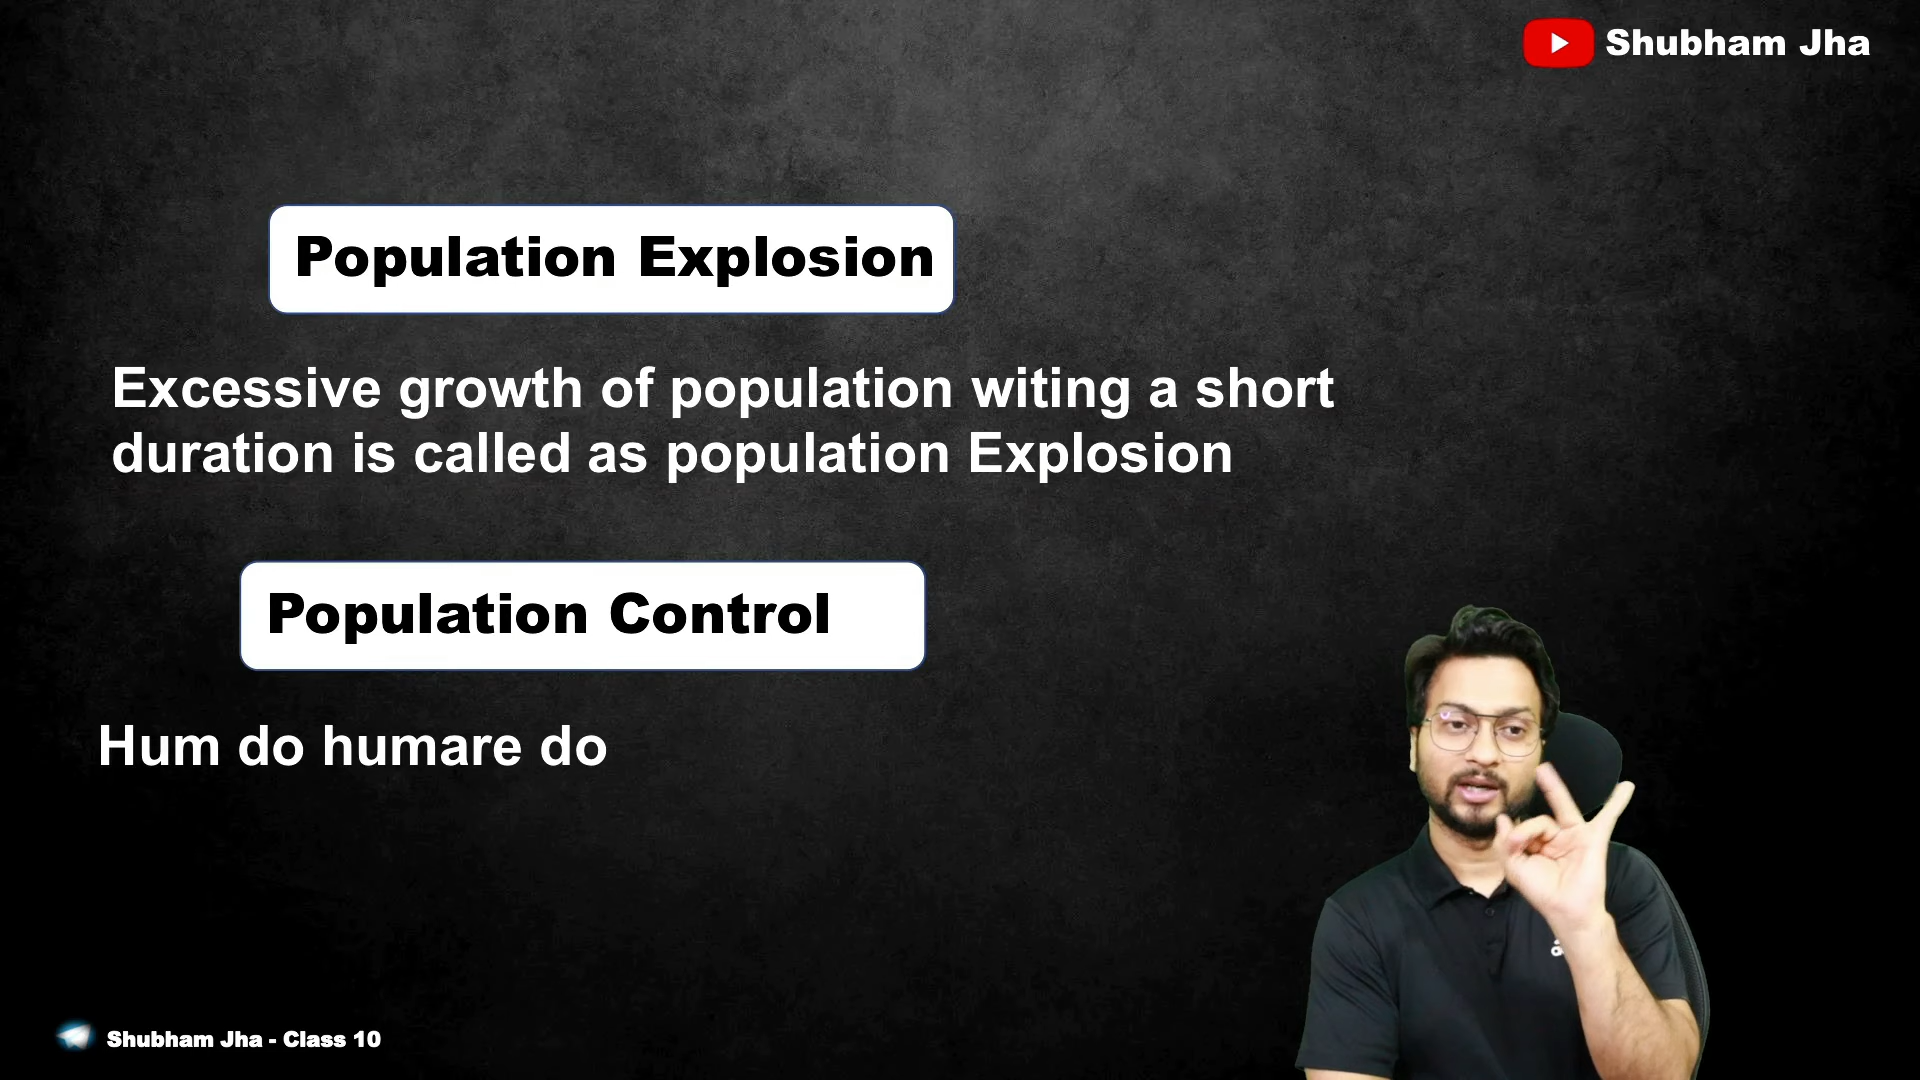 Shubham Jha
Population Explosion
Excessive growth of population witing a short
duration is called as population Explosion
Population Control
Hum do humare do
Shubham Jha - Class 10